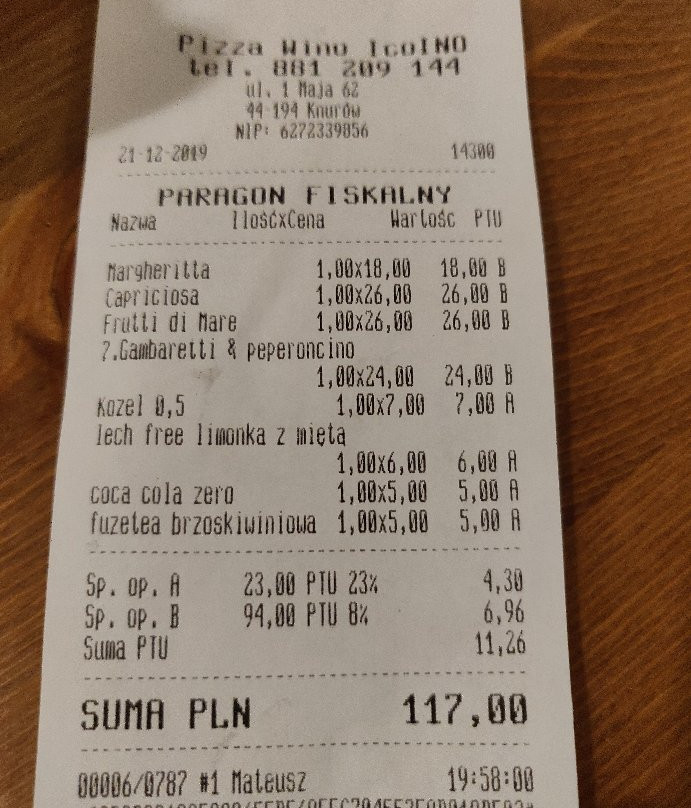 Pizza Wino IcoINO
tel. 881 209 144
ul. 1 Maja 62
44-194 Knurów
NIP: 6272339856
21-12-2019 14300
PARAGON FISKALNY
Nazwa IlośćxCena Wartość PTU
Margheritta 1,00x18,00 18,00 B
Capriciosa 1,00x26,00 26,00 B
Frutti di Mare 1,00x26,00 26,00 B
7.Gambaretti & peperoncino
1,00x24,00 24,00 B
Kozel 0,5 1,00x7,00 7,00 A
lech free limonka z miętą
1,00x6,00 6,00 A
coca cola zero 1,00x5,00 5,00 A
fuzetea brzoskiwiniowa 1,00x5,00 5,00 A
Sp. op. A 23,00 PTU 23% 4,30
Sp. op. B 94,00 PTU 8% 6,96
Suma PTU 11,26
SUMA PLN 117,00
00006/0787 #1 Mateusz 19:58:00